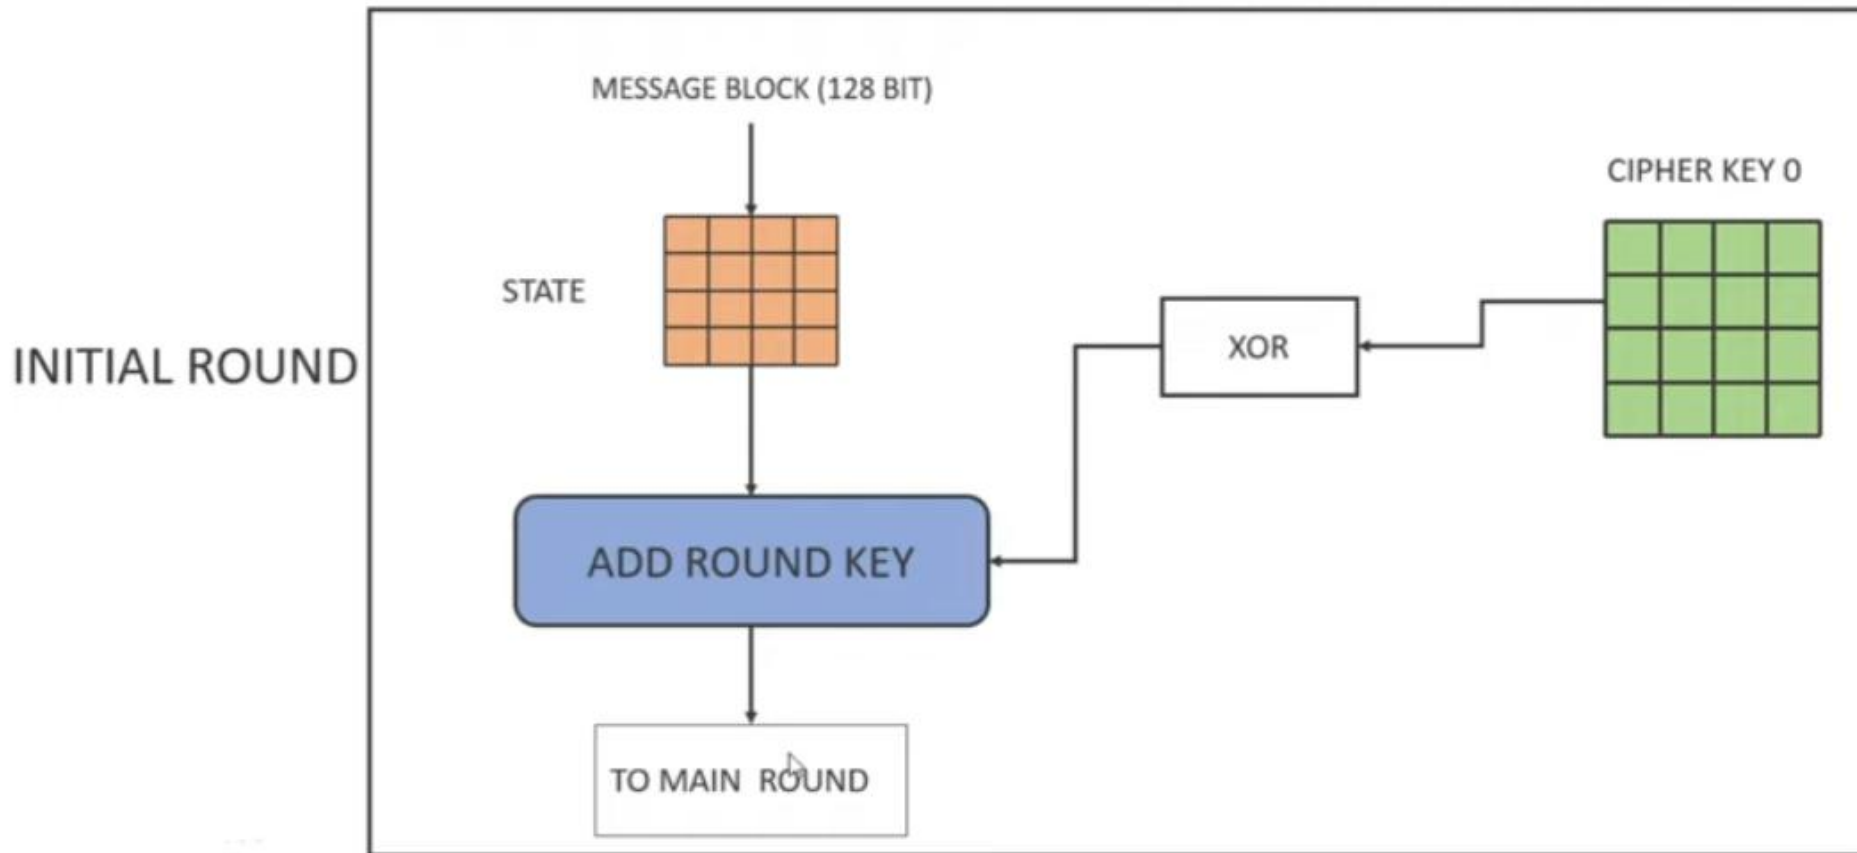 MESSAGE BLOCK (128 BIT)
CIPHER KEY 0
STATE
XOR
INITIAL ROUND
ADD ROUND KEY
TO MAIN ROUND